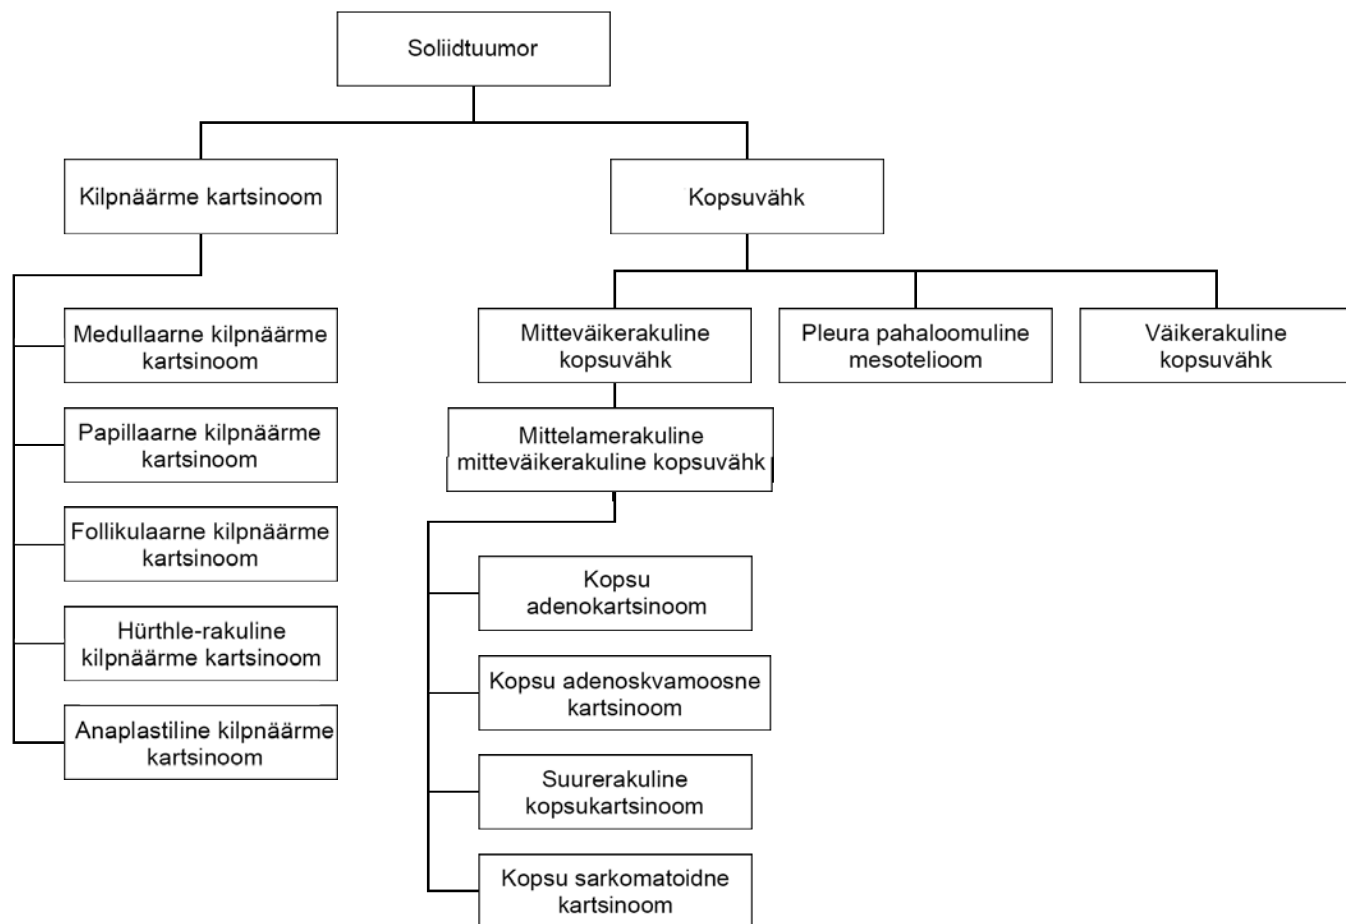 Soliidtuumor
Kilpnäärme kartsinoom
Kopsuvähk
Medullaarne kilpnäärme
kartsinoom
Papillaarne kilpnäärme
kartsinoom
Follikulaarne kilpnäärme
kartsinoom
Hürthle-rakuline
kilpnäärme kartsinoom
Anaplastiline kilpnäärme
kartsinoom
Mitteväikerakuline
kopsuvähk
Pleura pahaloomuline
mesotelioom
Väikerakuline
kopsuvähk
Mittelamerakuline
mitteväikerakuline kopsuvähk
Kopsu
adenokartsinoom
Kopsu adenoskvamoosne
kartsinoom
Suurerakuline
kopsukartsinoom
Kopsu sarkomatoidne
kartsinoom